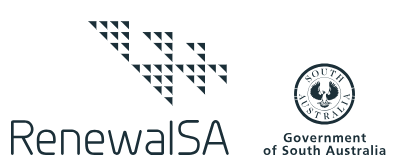 RenewalSA
SOUTH
AUSTRALIA
Government
of South Australia